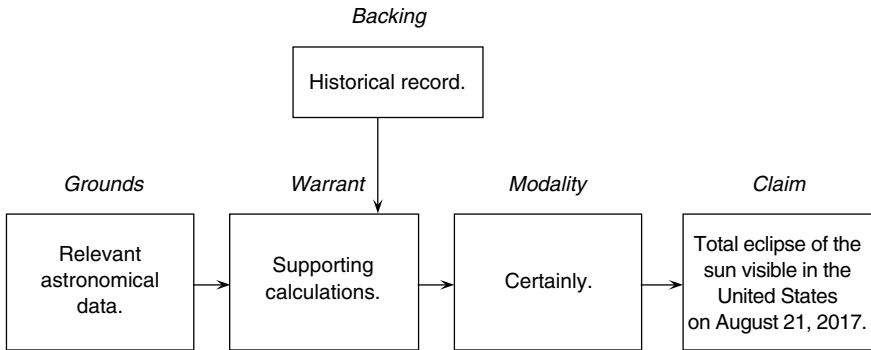 Backing
Historical record.
Grounds
Warrant
Modality
Claim
Relevant
astronomical
data.
Supporting
calculations.
Certainly.
Total eclipse of the
sun visible in the
United States
on August 21, 2017.